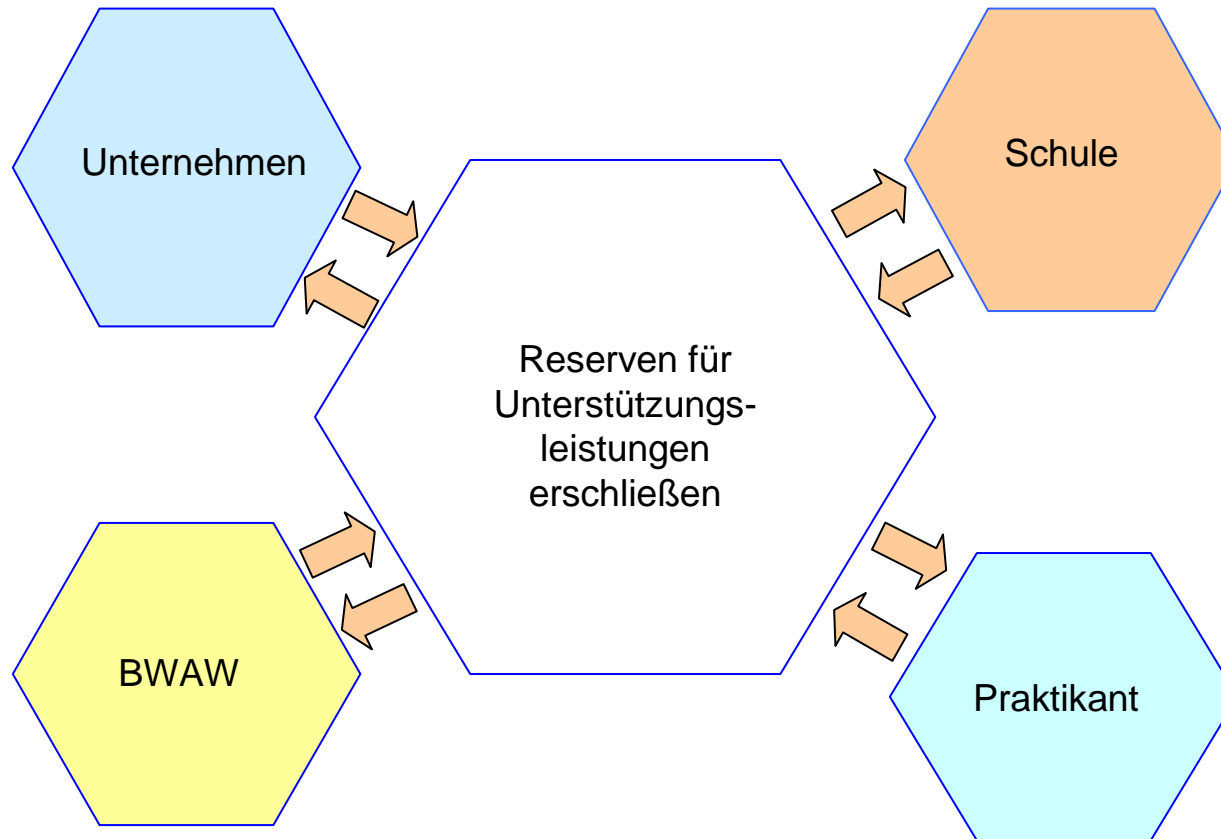 Unternehmen
Schule
Reserven für
Unterstützungs-
leistungen
erschließen
BWAW
Praktikant